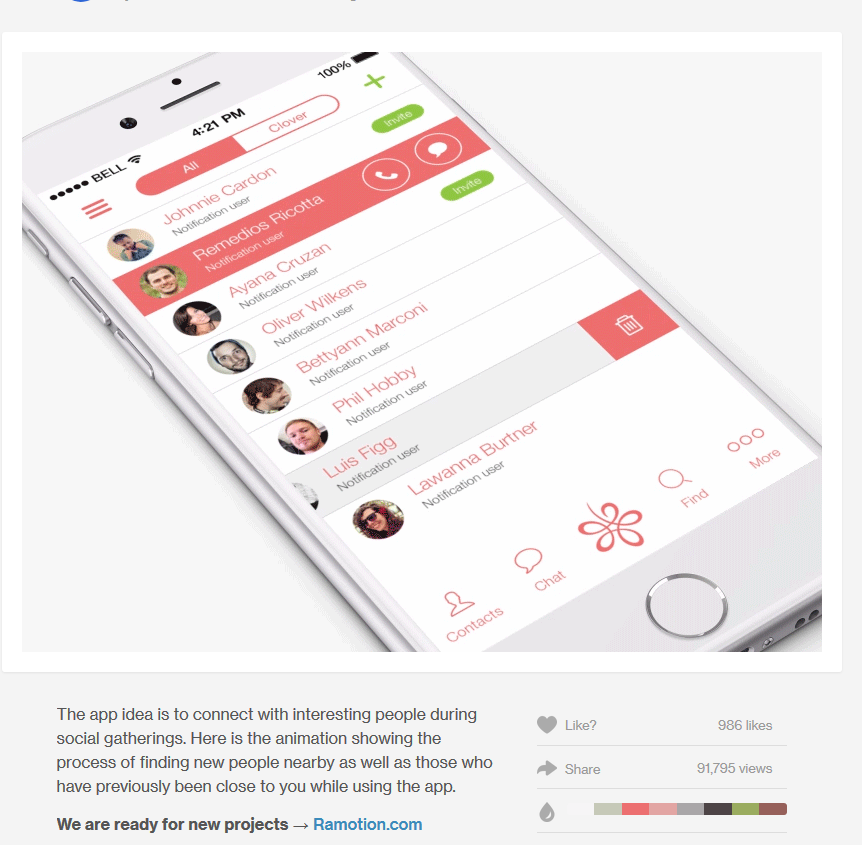 100%
4:21 PM
BELL
All
Clover
Invite
Johnnie Cardon
Notification user
Remedios Ricotta
Notification user
Invite
Ayana Cruzan
Notification user
Oliver Wilkens
Notification user
Bettyann Marconi
Notification user
Phil Hobby
Notification user
Luis Figg
Notification user
Lawanna Burtner
Notification user
Contacts
Chat
Find
More
The app idea is to connect with interesting people during
social gatherings. Here is the animation showing the
process of finding new people nearby as well as those who
have previously been close to you while using the app.
We are ready for new projects → Ramotion.com
Like?
986 likes
Share
91,795 views